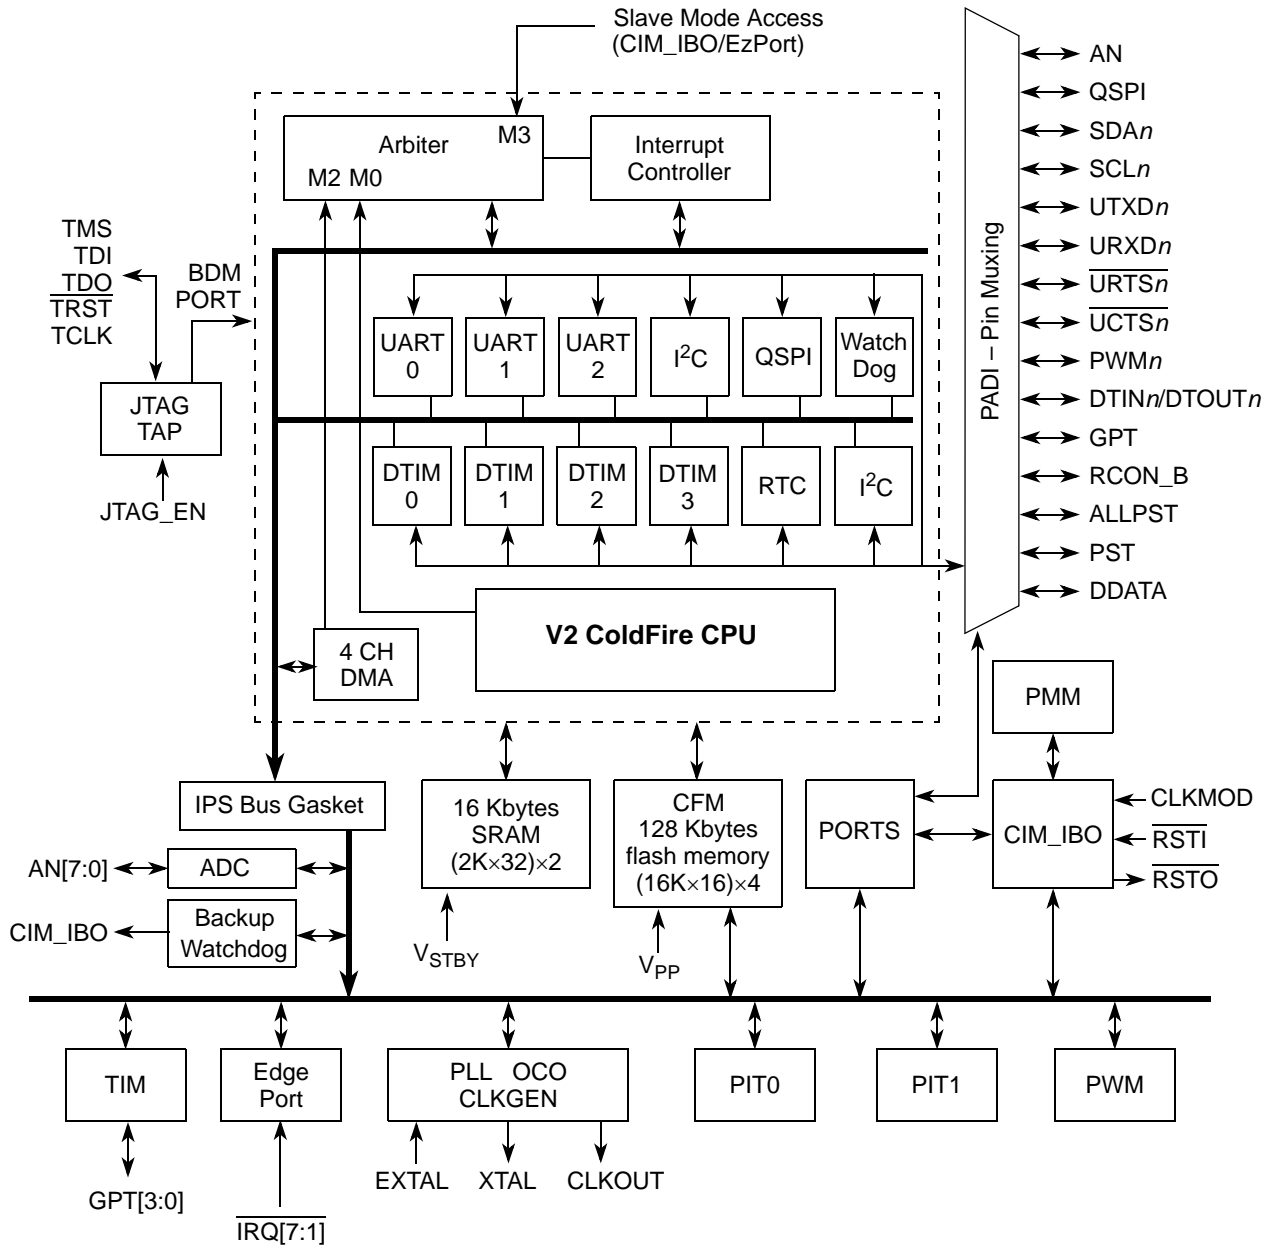 Slave Mode Access
(CIM_IBO/EzPort)
Arbiter
M3
M2 M0
Interrupt
Controller
TMS
TDI
TDO
TRST
TCLK
BDM
PORT
JTAG
TAP
JTAG_EN
UART
0
UART
1
UART
2
I²C
QSPI
Watch
Dog
DTIM
0
DTIM
1
DTIM
2
DTIM
3
RTC
I²C
V2 ColdFire CPU
4 CH
DMA
PADI – Pin Muxing
AN
QSPI
SDAn
SCLn
UTXDn
URXDn
URTSn
UCTSn
PWMn
DTINn/DTOUTn
GPT
RCON_B
ALLPST
PST
DDATA
PMM
IPS Bus Gasket
16 Kbytes
SRAM
(2K×32)×2
CFM
128 Kbytes
flash memory
(16K×16)×4
PORTS
CIM_IBO
CLKMOD
RSTI
RSTO
AN[7:0]
ADC
CIM_IBO
Backup
Watchdog
VSTBY
VPP
TIM
Edge
Port
PLL OCO
CLKGEN
PIT0
PIT1
PWM
GPT[3:0]
IRQ[7:1]
EXTAL
XTAL
CLKOUT